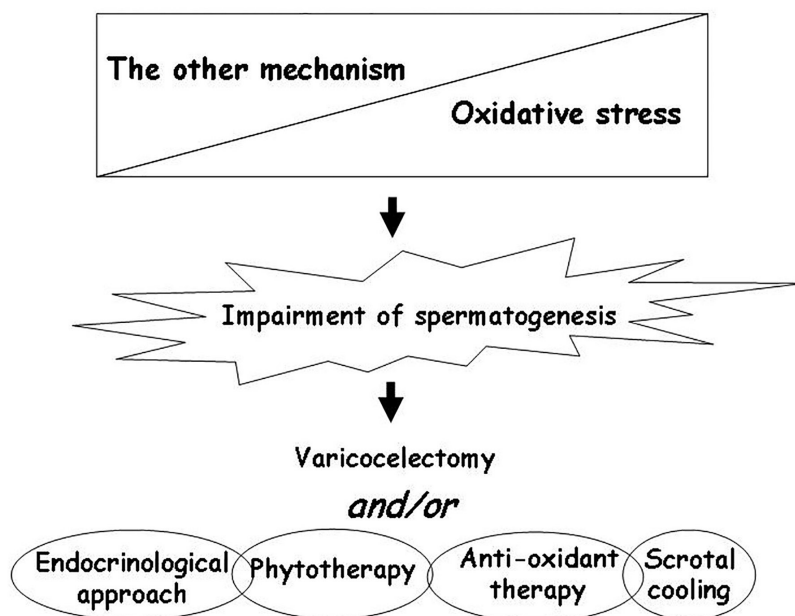 The other mechanism
Oxidative stress
Impairment of spermatogenesis
Varicocelectomy
and/or
Endocrinological
approach
Phytotherapy
Anti-oxidant
therapy
Scrotal
cooling